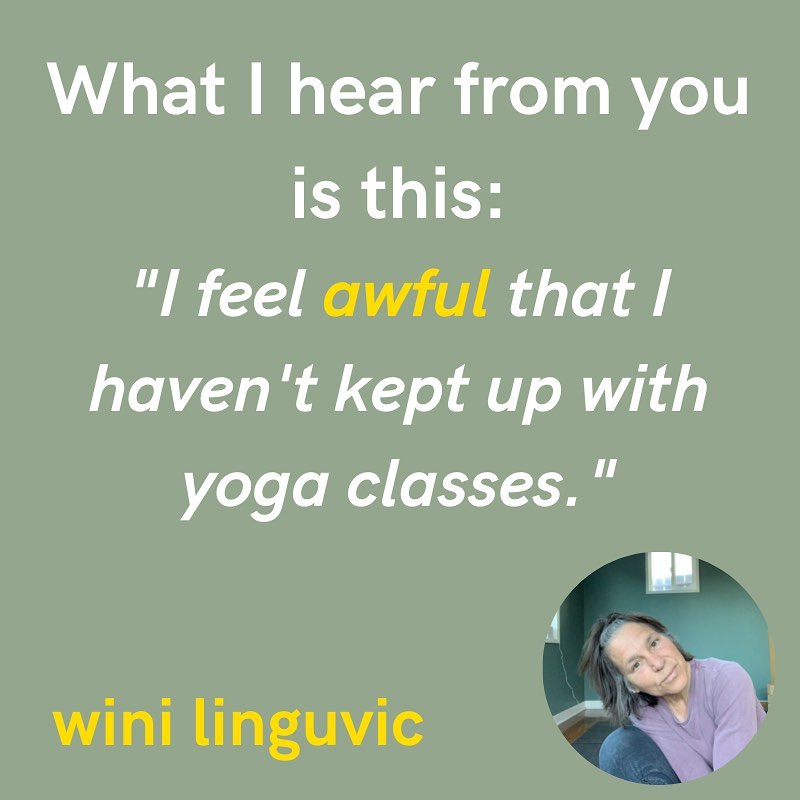 What I hear from you
is this:
"I feel awful that I
haven't kept up with
yoga classes."
wini linguvic